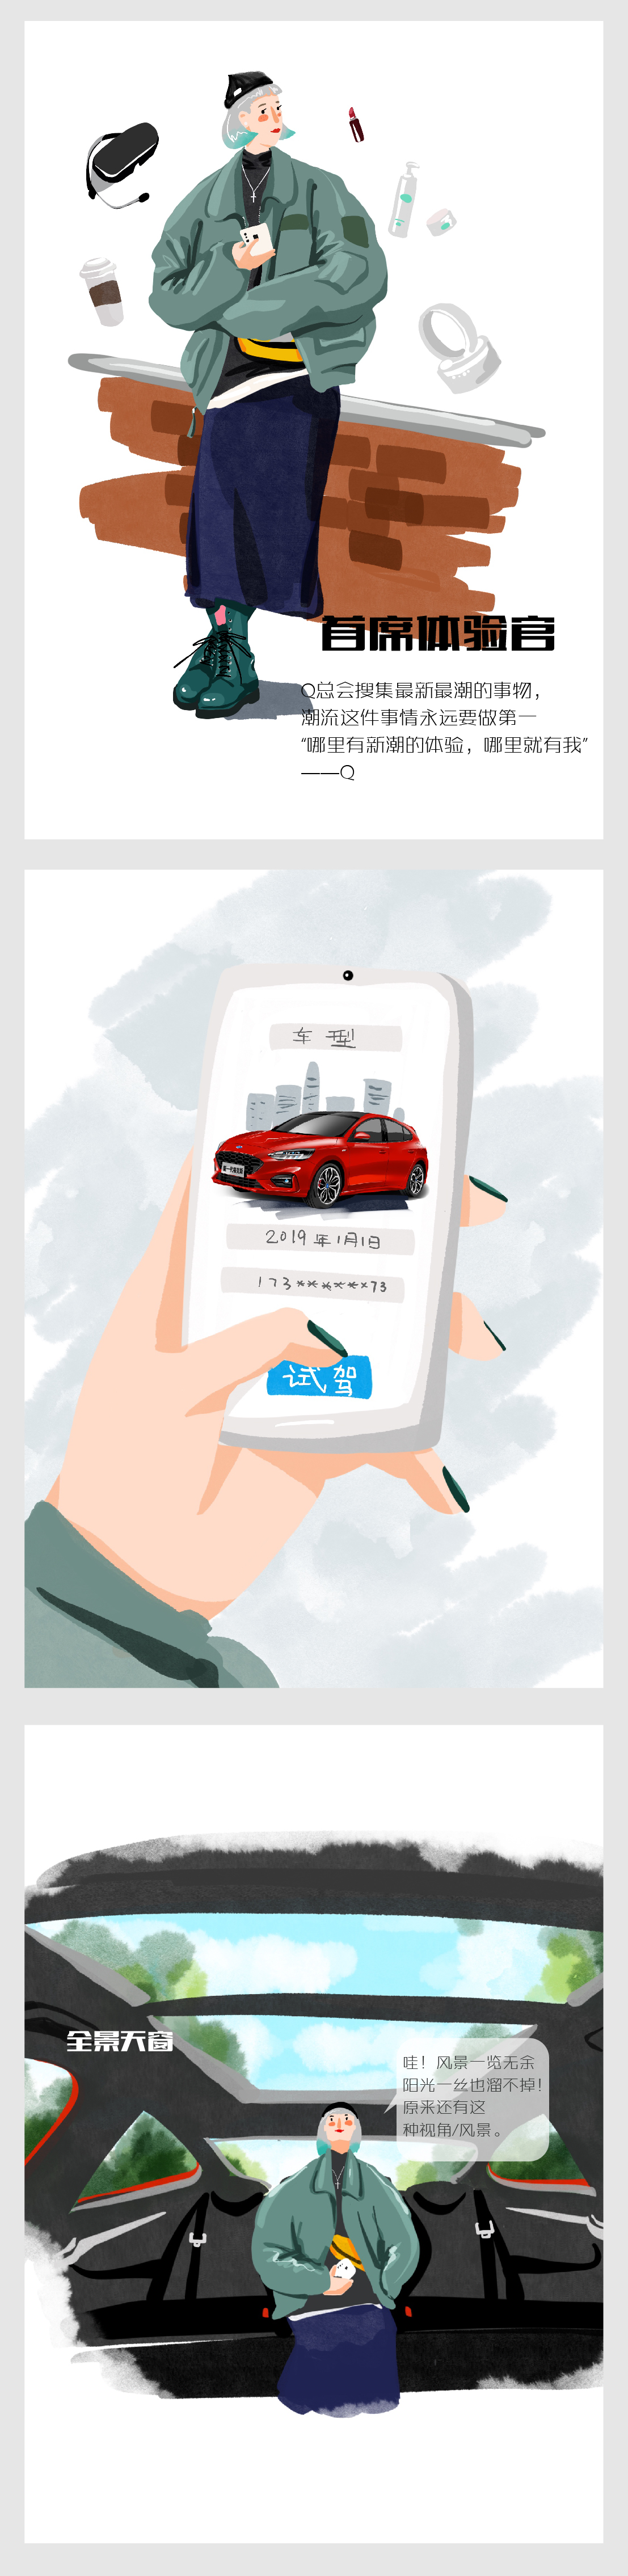 首席体验官
Q总会搜集最新最潮的事物，
潮流这件事情永远要做第一
“哪里有新潮的体验，哪里就有我”
——Q
车 型
2019年1月1日
173******73
试驾
全景天窗
哇！风景一览无余
阳光一丝也溜不掉！
原来还有这
种视角/风景。